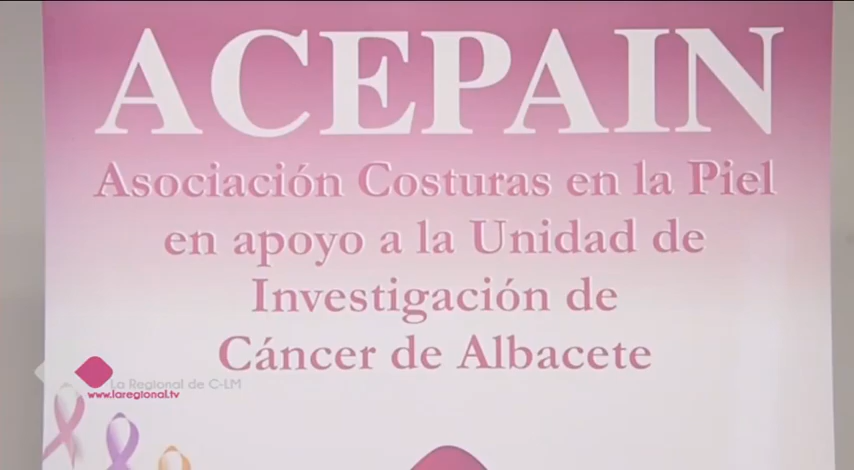 ACEPAIN
Asociación Costuras en la Piel
en apoyo a la Unidad de
Investigación de
Cáncer de Albacete
La Regional de C-LM
www.laregional.tv